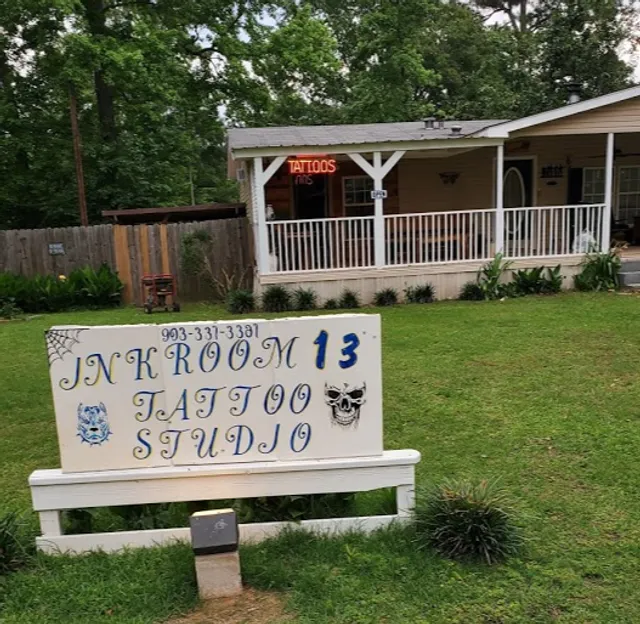 TATTOOS
903-337-3381
INKROOM 13
TATTOO
STUDIO